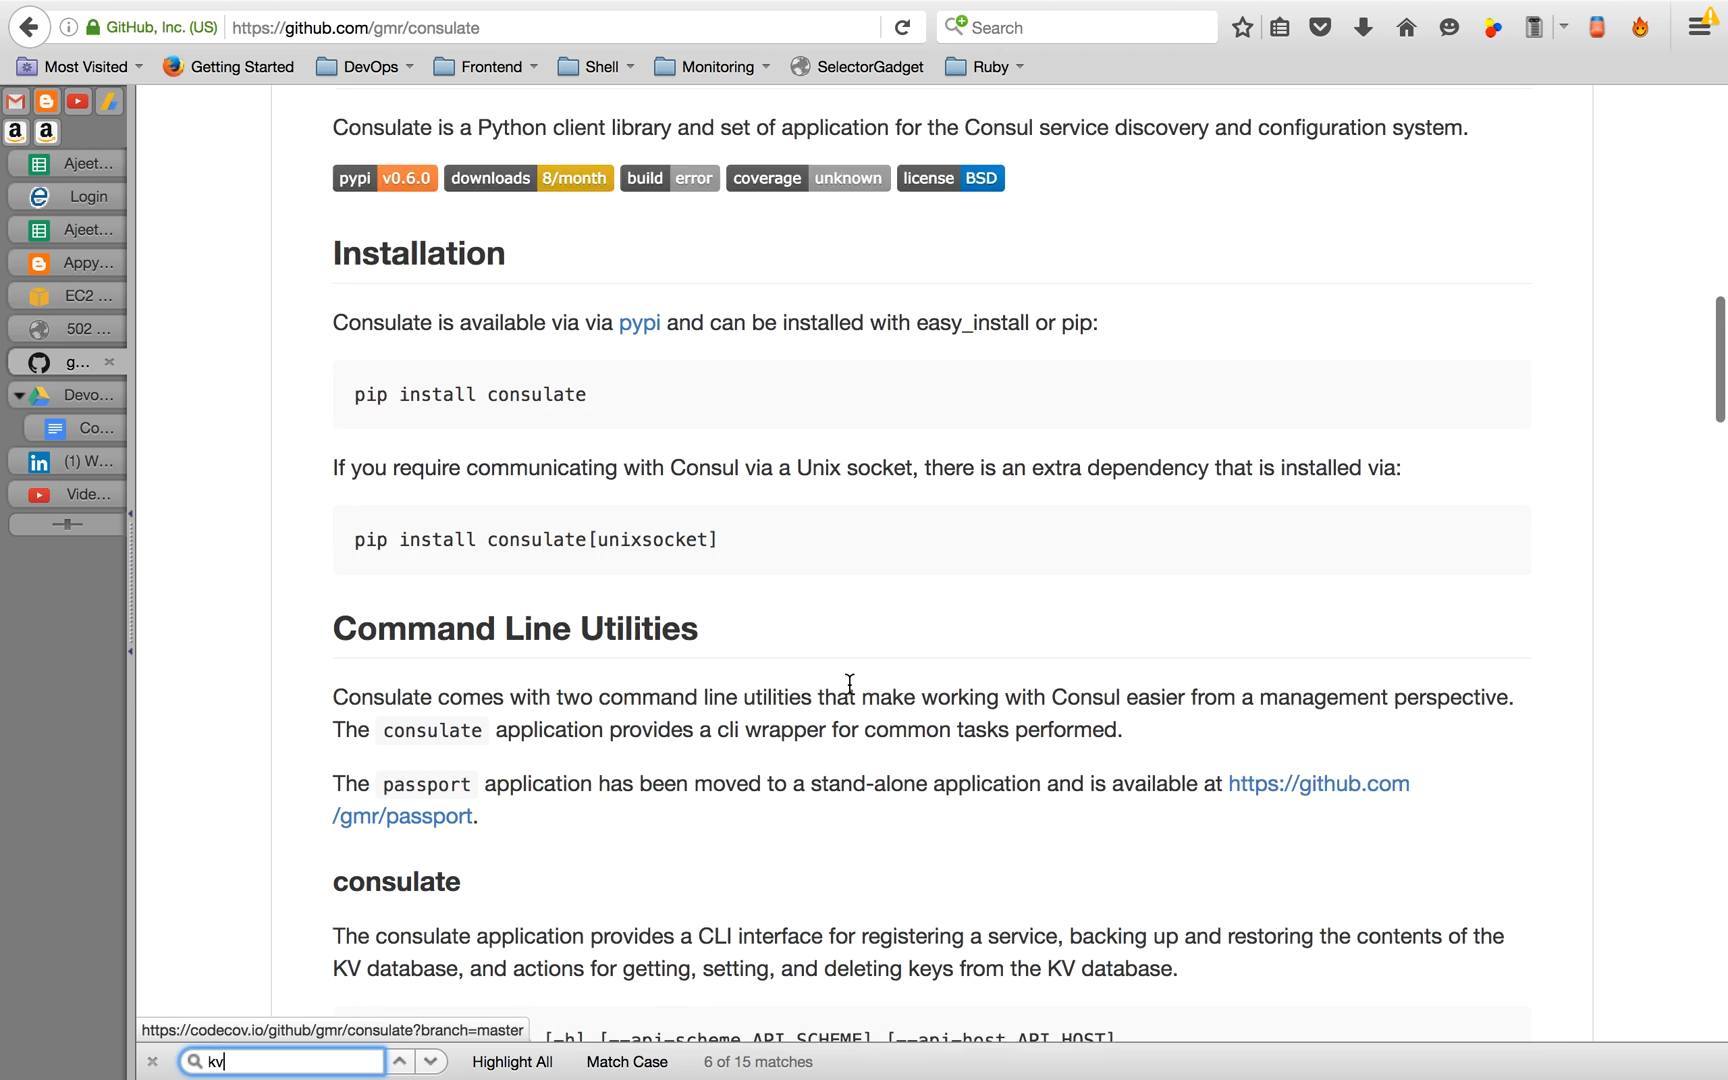 GitHub, Inc. (US) https://github.com/gmr/consulate Search
Most Visited Getting Started DevOps Frontend Shell Monitoring SelectorGadget Ruby
Ajeet...
Login
Ajeet...
Appy...
EC2 ...
502 ...
g...
Devo...
Co...
(1) W...
Vide...
Consulate is a Python client library and set of application for the Consul service discovery and configuration system.
pypi v0.6.0 downloads 8/month build error coverage unknown license BSD
Installation
Consulate is available via via pypi and can be installed with easy_install or pip:
pip install consulate
If you require communicating with Consul via a Unix socket, there is an extra dependency that is installed via:
pip install consulate[unixsocket]
Command Line Utilities
Consulate comes with two command line utilities that make working with Consul easier from a management perspective.
The consulate application provides a cli wrapper for common tasks performed.
The passport application has been moved to a stand-alone application and is available at https://github.com
/gmr/passport.
consulate
The consulate application provides a CLI interface for registering a service, backing up and restoring the contents of the
KV database, and actions for getting, setting, and deleting keys from the KV database.
[-h] [--api-scheme API_SCHEME] [--api-host API_HOST]
https://codecov.io/github/gmr/consulate?branch=master
kv Highlight All Match Case 6 of 15 matches